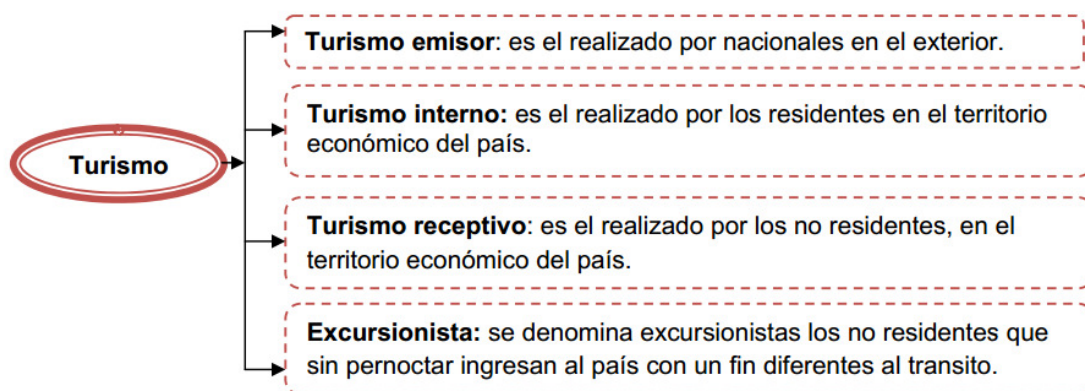 Turismo emisor: es el realizado por nacionales en el exterior.
Turismo interno: es el realizado por los residentes en el territorio
económico del país.
Turismo
Turismo receptivo: es el realizado por los no residentes, en el
territorio económico del país.
Excursionista: se denomina excursionistas los no residentes que
sin pernoctar ingresan al país con un fin diferentes al transito.